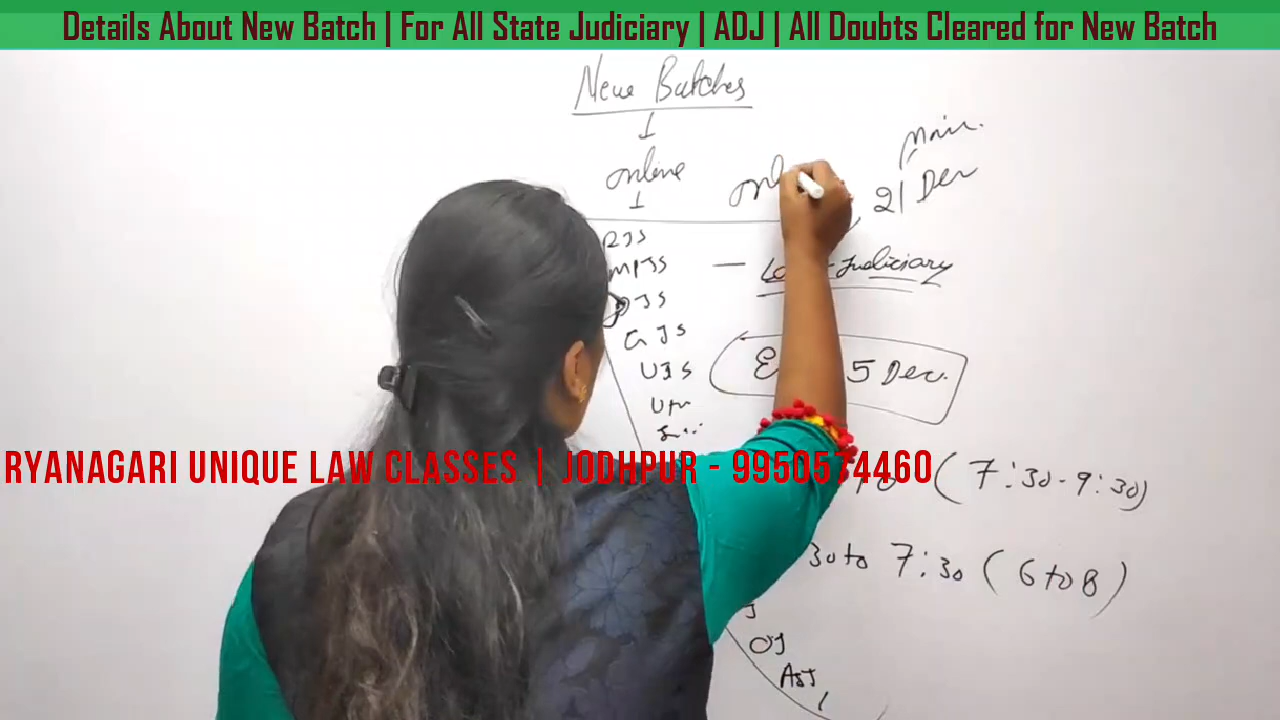 Details About New Batch | For All State Judiciary | ADJ | All Doubts Cleared for New Batch
New Batches
Main.
online
21 Dec
RJS
MPJS
Judiciary
DJS
GJS
UJS
5 Dec.
RYANAGARI UNIQUE LAW CLASSES | JODHPUR - 9950574460
(7:30-9:30)
30 to 7:30 (6 to 8)
OJ